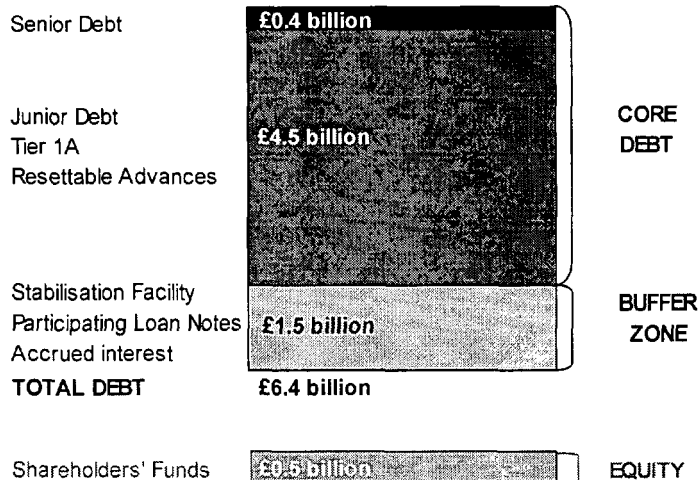 Senior Debt £0.4 billion
Junior Debt
Tier 1A £4.5 billion
Resettable Advances
CORE
DEBT
Stabilisation Facility
Participating Loan Notes £1.5 billion
Accrued interest
BUFFER
ZONE
TOTAL DEBT £6.4 billion
Shareholders' Funds £0.5 billion EQUITY